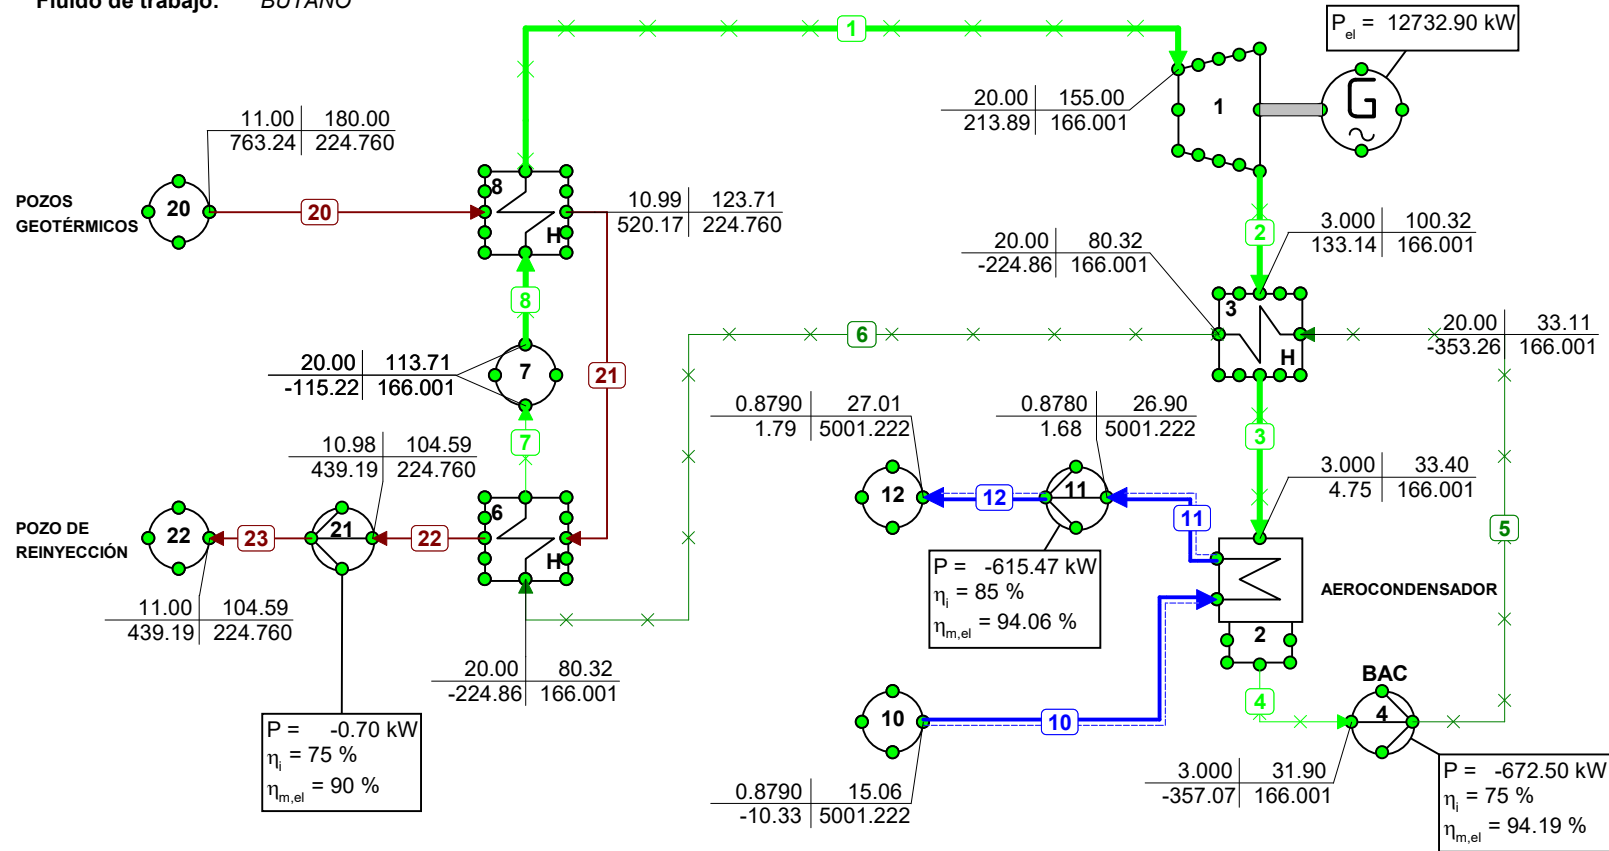 Fluido de trabajo: BUTANO
P_el = 12732.90 kW
1
G
1
20.00 155.00
213.89 166.001
11.00 180.00
763.24 224.760
POZOS
GEOTÉRMICOS
20
20
8
H
10.99 123.71
520.17 224.760
2
3.000 100.32
133.14 166.001
20.00 80.32
-224.86 166.001
8
3
H
6
20.00 33.11
-353.26 166.001
20.00 113.71
-115.22 166.001
7
21
0.8790 27.01
1.79 5001.222
0.8780 26.90
1.68 5001.222
7
3
10.98 104.59
439.19 224.760
3.000 33.40
4.75 166.001
POZO DE
REINYECCIÓN
22
23
21
22
6
H
12
12
11
11
5
P = -615.47 kW
η_i = 85 %
η_m,el = 94.06 %
AEROCONDENSADOR
2
11.00 104.59
439.19 224.760
20.00 80.32
-224.86 166.001
BAC
4
4
10
10
P = -0.70 kW
η_i = 75 %
η_m,el = 90 %
0.8790 15.06
-10.33 5001.222
3.000 31.90
-357.07 166.001
P = -672.50 kW
η_i = 75 %
η_m,el = 94.19 %